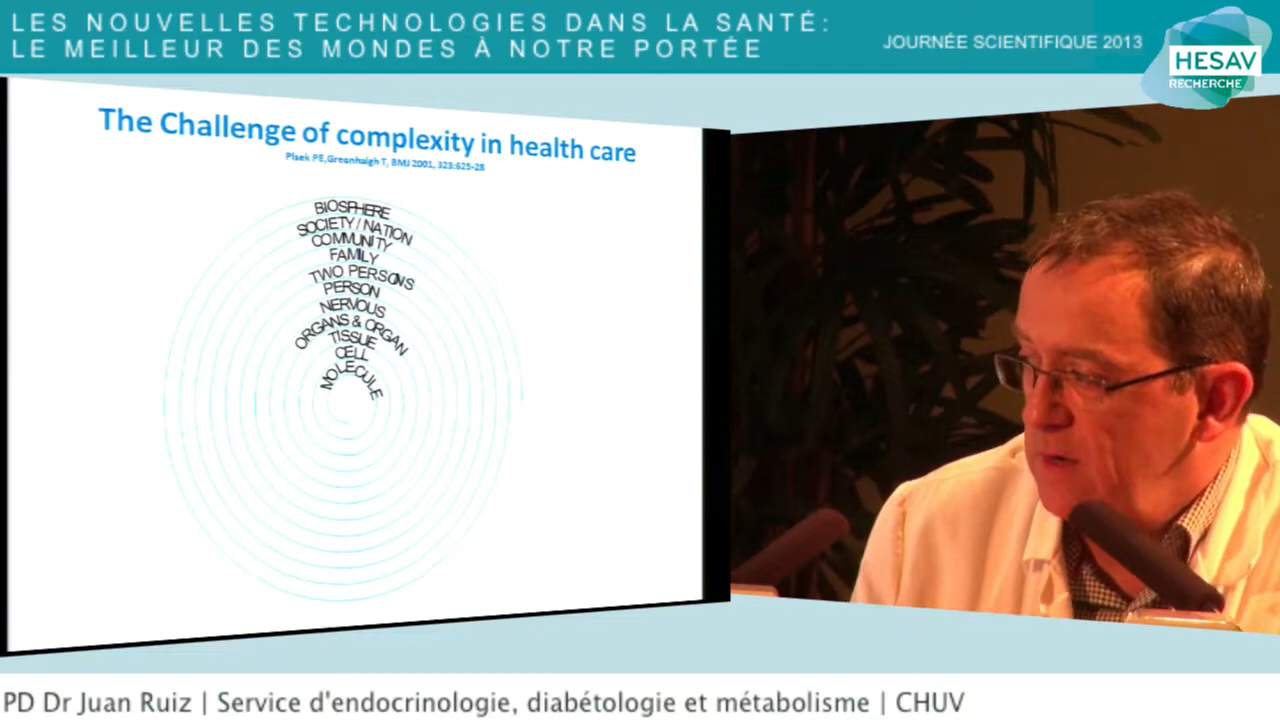 LES NOUVELLES TECHNOLOGIES DANS LA SANTÉ:
LE MEILLEUR DES MONDES À NOTRE PORTÉE
JOURNÉE SCIENTIFIQUE 2013
HESAV
RECHERCHE
The Challenge of complexity in health care
Plsek PE,Greenhalgh T, BMJ 2001, 323:625-28
BIOSPHERE
SOCIETY / NATION
COMMUNITY
FAMILY
TWO PERSONS
PERSON
NERVOUS
ORGANS & ORGAN
TISSUE
CELL
MOLECULE
PD Dr Juan Ruiz | Service d'endocrinologie, diabétologie et métabolisme | CHUV